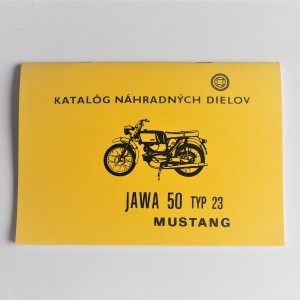 KATALÓG NÁHRADNÝCH DIELOV
JAWA 50 TYP 23
MUSTANG